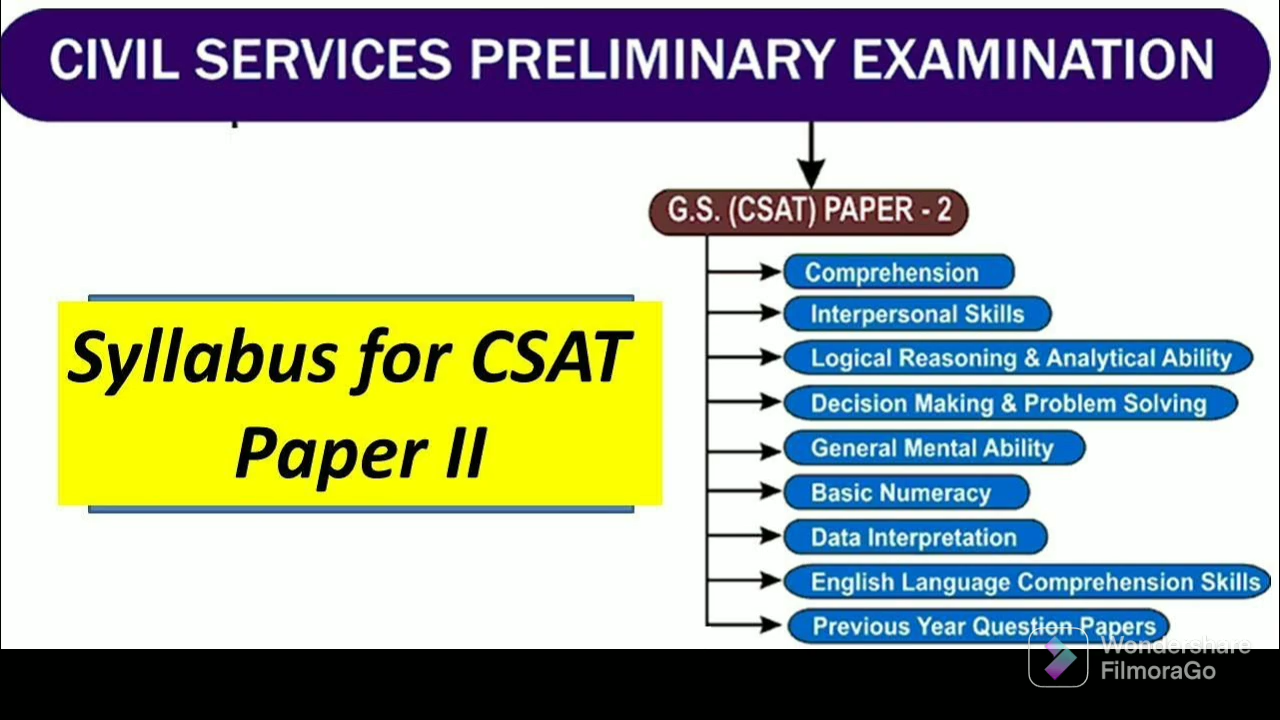 CIVIL SERVICES PRELIMINARY EXAMINATION
G.S. (CSAT) PAPER - 2
Comprehension
Interpersonal Skills
Logical Reasoning & Analytical Ability
Decision Making & Problem Solving
General Mental Ability
Basic Numeracy
Data Interpretation
English Language Comprehension Skills
Previous Year Question Papers
Syllabus for CSAT
Paper II
Wondershare
FilmoraGo